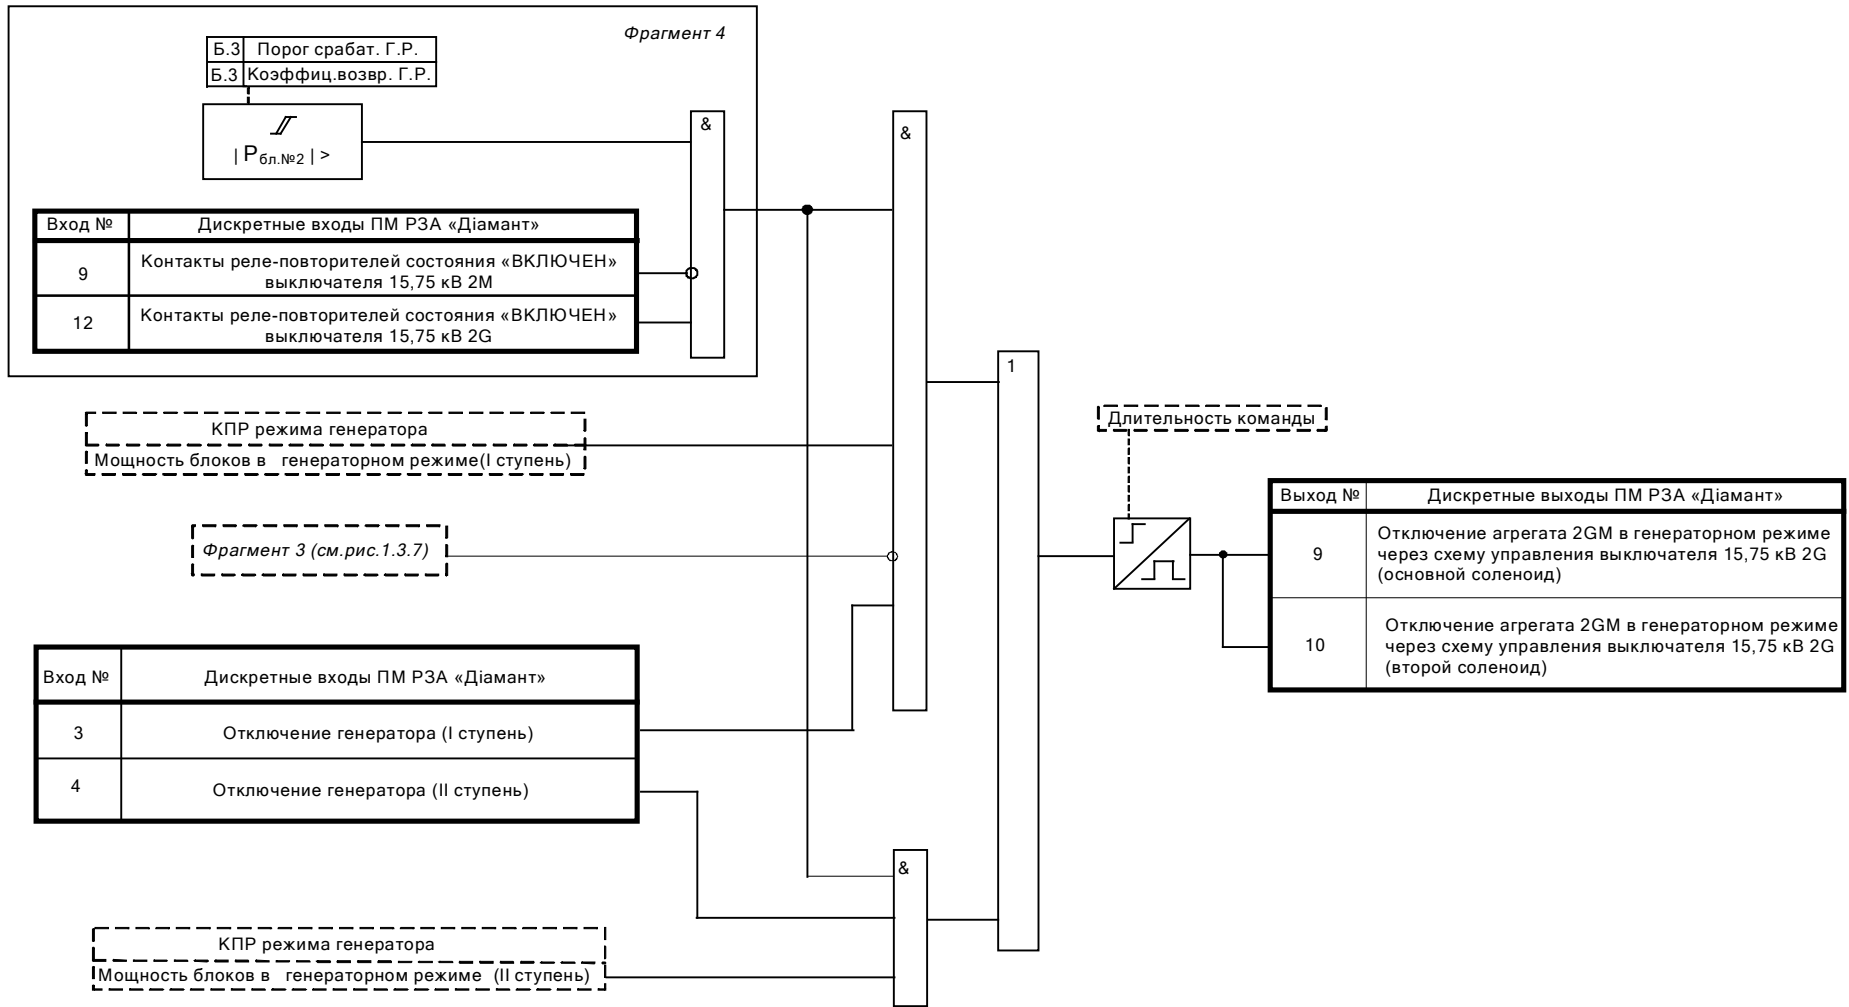 Фрагмент 4
Б.3 Порог срабат. Г.Р.
Б.3 Коэффиц.возвр. Г.Р.
| Pбл.№2 | >
&
&
Вход № Дискретные входы ПМ РЗА «Діамант»
9 Контакты реле-повторителей состояния «ВКЛЮЧЕН»
выключателя 15,75 кВ 2М
12 Контакты реле-повторителей состояния «ВКЛЮЧЕН»
выключателя 15,75 кВ 2G
1
КПР режима генератора
Мощность блоков в генераторном режиме(I ступень)
Длительность команды
Фрагмент 3 (см.рис.1.3.7)
Выход № Дискретные выходы ПМ РЗА «Діамант»
9 Отключение агрегата 2GM в генераторном режиме
через схему управления выключателя 15,75 кВ 2G
(основной соленоид)
10 Отключение агрегата 2GM в генераторном режиме
через схему управления выключателя 15,75 кВ 2G
(второй соленоид)
Вход № Дискретные входы ПМ РЗА «Діамант»
3 Отключение генератора (I ступень)
4 Отключение генератора (II ступень)
&
КПР режима генератора
Мощность блоков в генераторном режиме (II ступень)